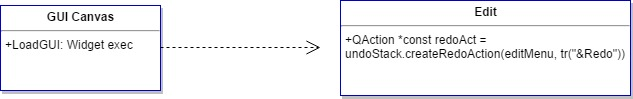 GUI Canvas
+LoadGUI: Widget exec
Edit
+QAction *const redoAct =
undoStack.createRedoAction(editMenu, tr("&Redo"))